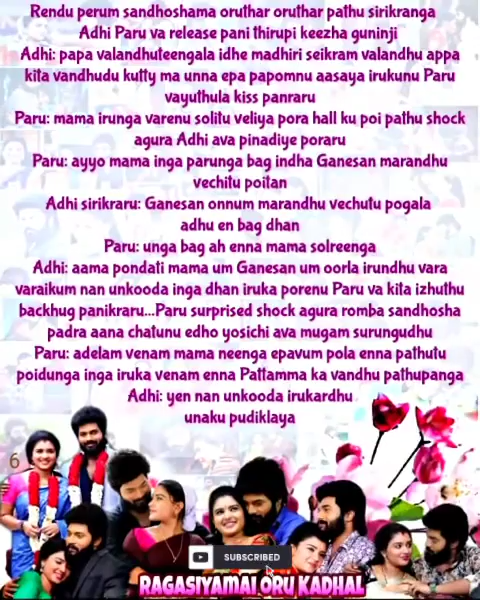 Rendu perum sandhoshama oruthar oruthar pathu sirikranga
Adhi Paru va release pani thirupi keezha guninji
Adhi: papa valandhuteengala idhe madhiri seikram valandhu appa
kita vandhudu kutty ma unna epa papomnu aasaya irukunu Paru
vayuthula kiss panraru
Paru: mama irunga varenu solitu veliya pora hall ku poi pathu shock
agura Adhi ava pinadiye poraru
Paru: ayyo mama inga parunga bag indha Ganesan marandhu
vechitu poitan
Adhi sirikraru: Ganesan onnum marandhu vechutu pogala
adhu en bag dhan
Paru: unga bag ah enna mama solreenga
Adhi: aama pondati mama um Ganesan um oorla irundhu vara
varaikum nan unkooda inga dhan iruka porenu Paru va kita izhuthu
backhug panikraru...Paru surprised shock agura romba sandhosha
padra aana chatunu edho yosichi ava mugam surungudhu
Paru: adelam venam mama neenga epavum pola enna pathutu
poidunga inga iruka venam enna Pattamma ka vandhu pathupanga
Adhi: yen nan unkooda irukardhu
unaku pudiklaya
6
SUBSCRIBED
RAGASIYAMAI ORU KADHAL